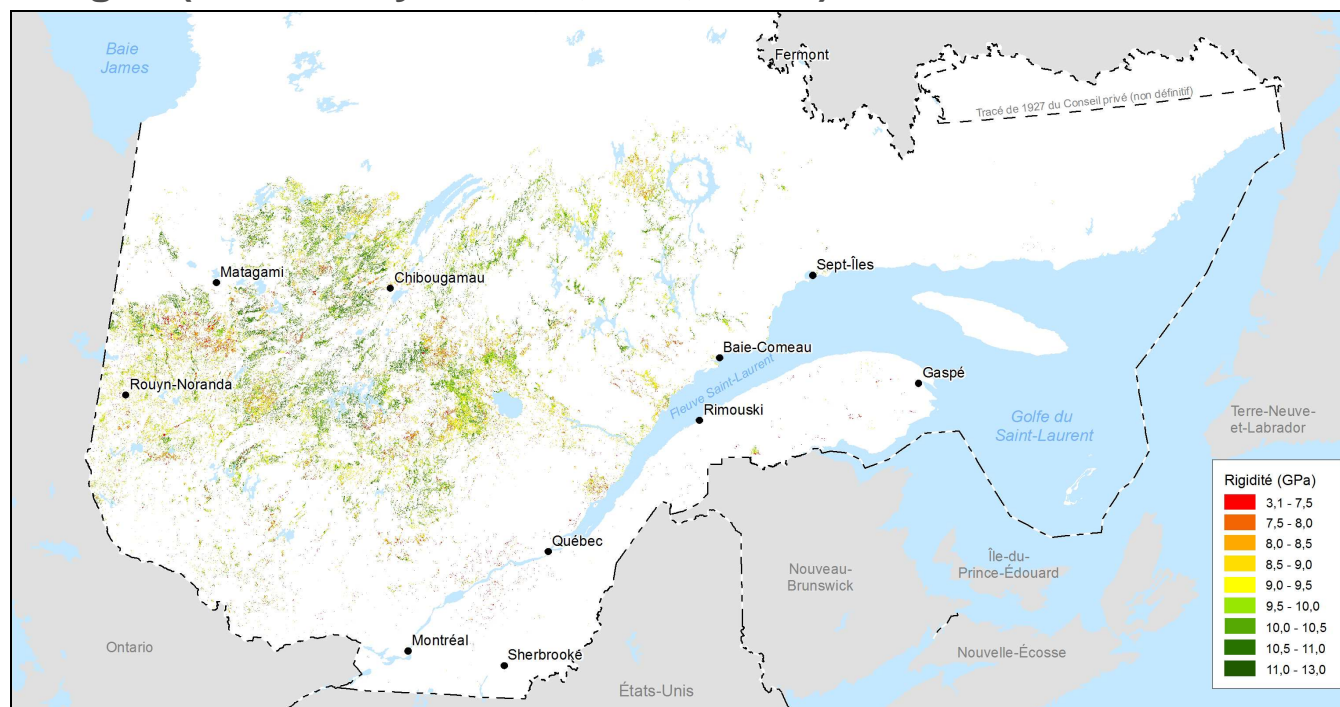 Baie
James
Fermont
Tracé de 1927 du Conseil privé (non définitif)
Matagami
Chibougamau
Sept-Îles
Baie-Comeau
Rouyn-Noranda
Fleuve Saint-Laurent
Gaspé
Rimouski
Golfe du
Saint-Laurent
Terre-Neuve-
et-Labrador
Québec
Nouveau-
Brunswick
Île-du-
Prince-Édouard
Ontario
Montréal
Sherbrooke
Nouvelle-Écosse
États-Unis
Rigidité (GPa)
3,1 - 7,5
7,5 - 8,0
8,0 - 8,5
8,5 - 9,0
9,0 - 9,5
9,5 - 10,0
10,0 - 10,5
10,5 - 11,0
11,0 - 13,0